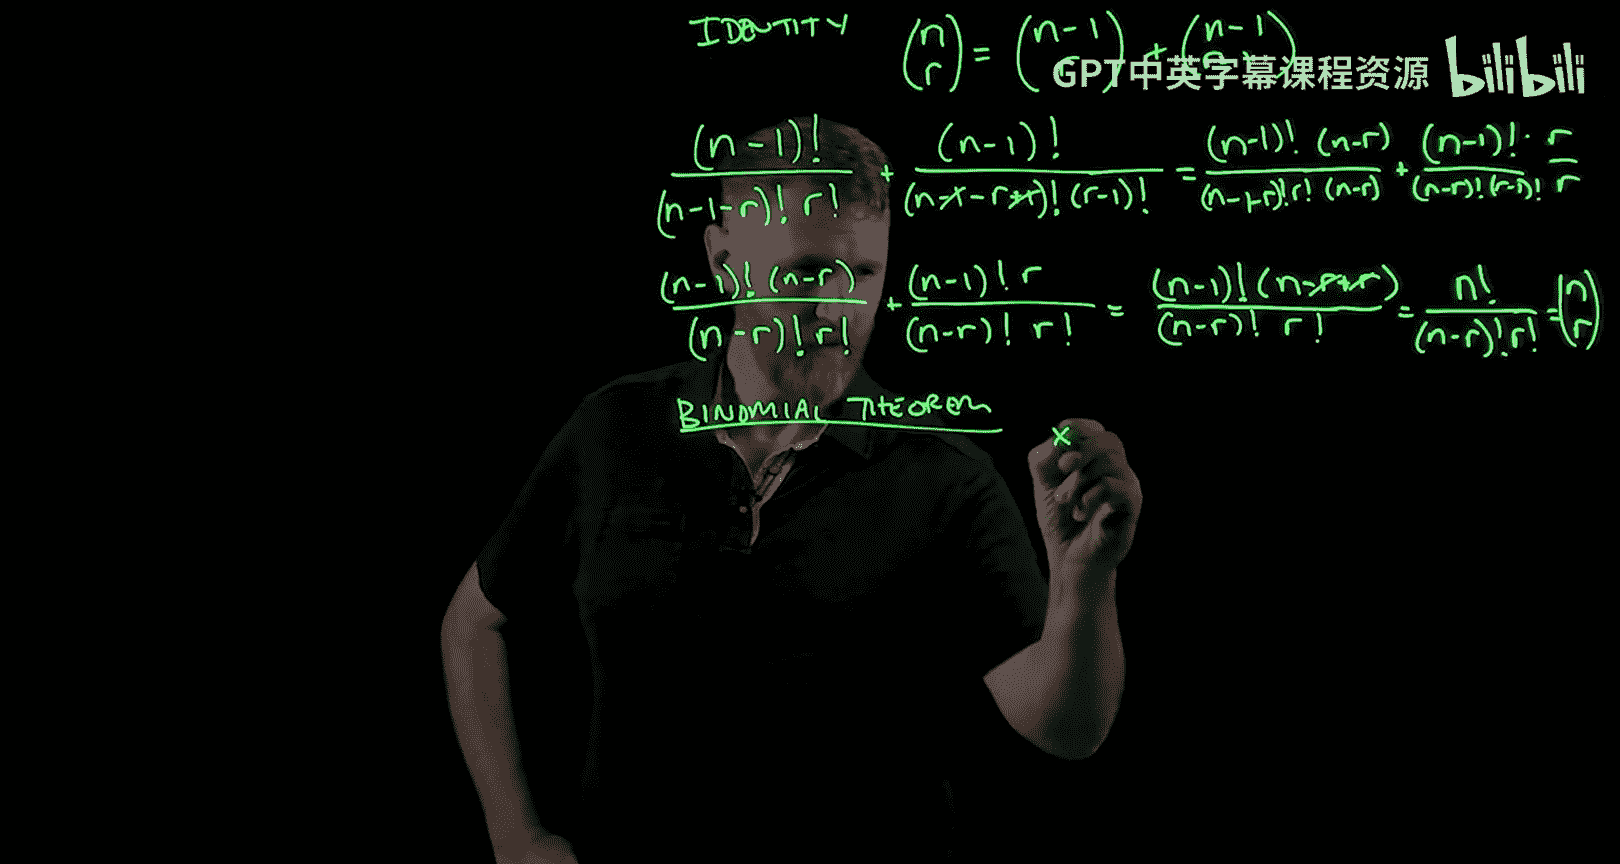 IDENTITY (n r) = (n-1 r) + (n-1
GPT中英字幕课程资源 bilibili
(n-1)!/((n-1-r)! r!) + (n-1)!/((n-1-r+1)! (r-1)!) = (n-1)! (n-r)/((n-1-r)! r! (n-r)) + (n-1)!/((n-r)! (r-1)!) · r/r
(n-1)! (n-r)/((n-r)! r!) + (n-1)! r/((n-r)! r!) = (n-1)! (n-r+r)/((n-r)! r!) = n!/((n-r)! r!) = (n r)
BINOMIAL THEOREM x